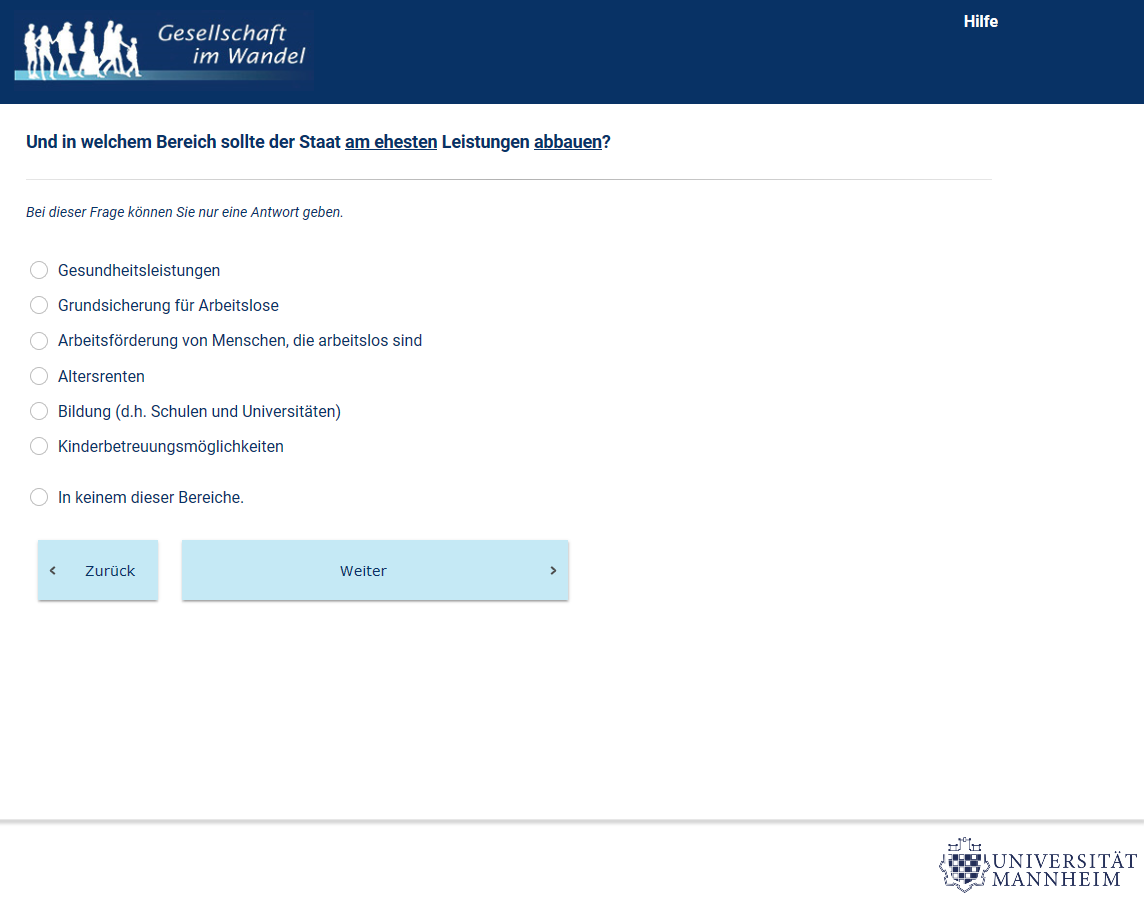 Gesellschaft
im Wandel
Hilfe
Und in welchem Bereich sollte der Staat am ehesten Leistungen abbauen?
Bei dieser Frage können Sie nur eine Antwort geben.
Gesundheitsleistungen
Grundsicherung für Arbeitslose
Arbeitsförderung von Menschen, die arbeitslos sind
Altersrenten
Bildung (d.h. Schulen und Universitäten)
Kinderbetreuungsmöglichkeiten
In keinem dieser Bereiche.
Zurück
Weiter
UNIVERSITÄT
MANNHEIM